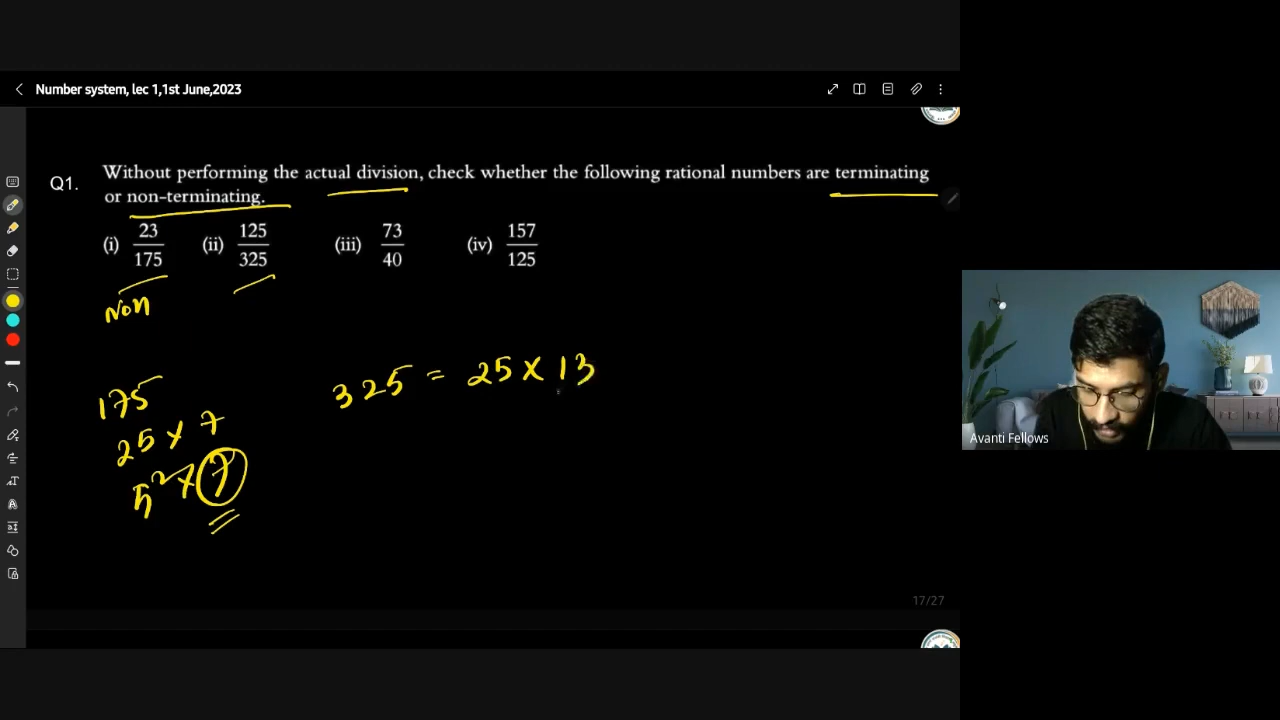 Number system, lec 1,1st June,2023
Q1. Without performing the actual division, check whether the following rational numbers are terminating
or non-terminating.
(i) 23/175 (ii) 125/325 (iii) 73/40 (iv) 157/125
Non
325 = 25 × 13
175
25 × 7
5² × 7
Avanti Fellows
17/27